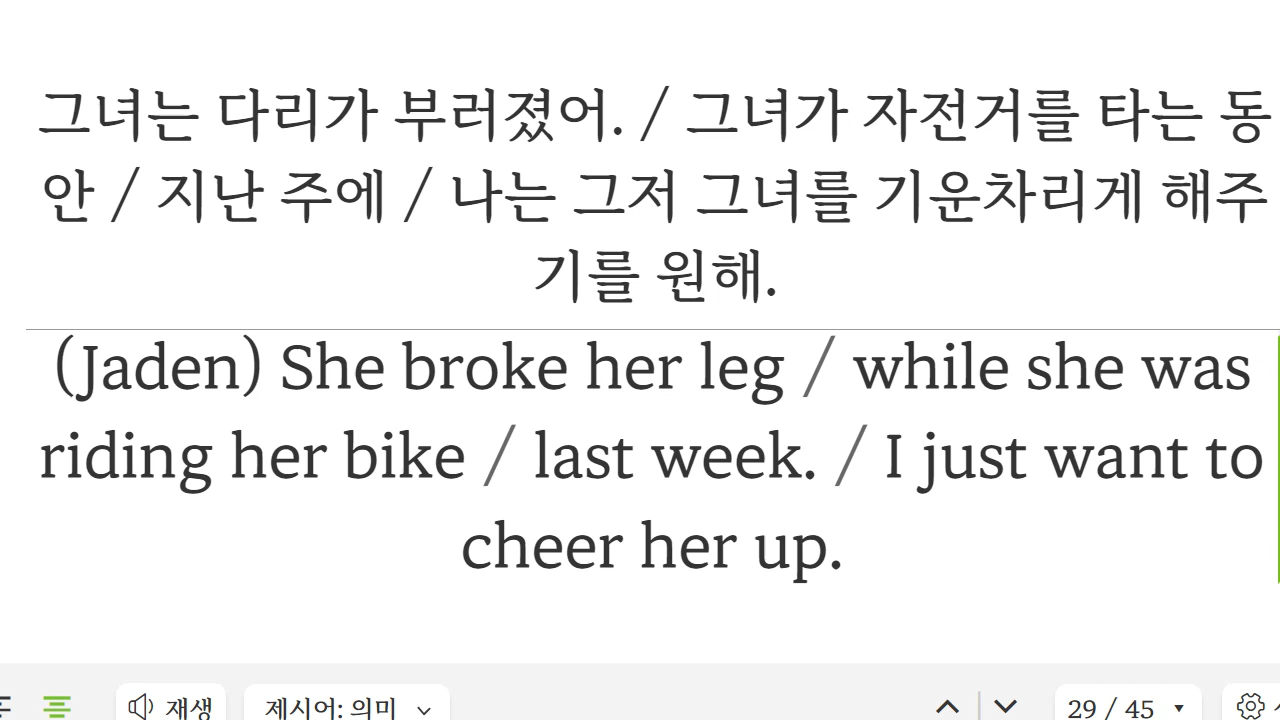 그녀는 다리가 부러졌어. / 그녀가 자전거를 타는 동
안 / 지난 주에 / 나는 그저 그녀를 기운차리게 해주
기를 원해.
(Jaden) She broke her leg / while she was
riding her bike / last week. / I just want to
cheer her up.
재생 제시어: 의미 29 / 45